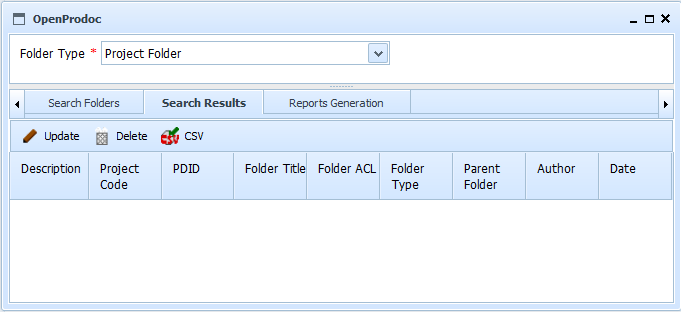 OpenProdoc
Folder Type * Project Folder
Search Folders Search Results Reports Generation
Update Delete CSV
Description Project Code PDID Folder Title Folder ACL Folder Type Parent Folder Author Date